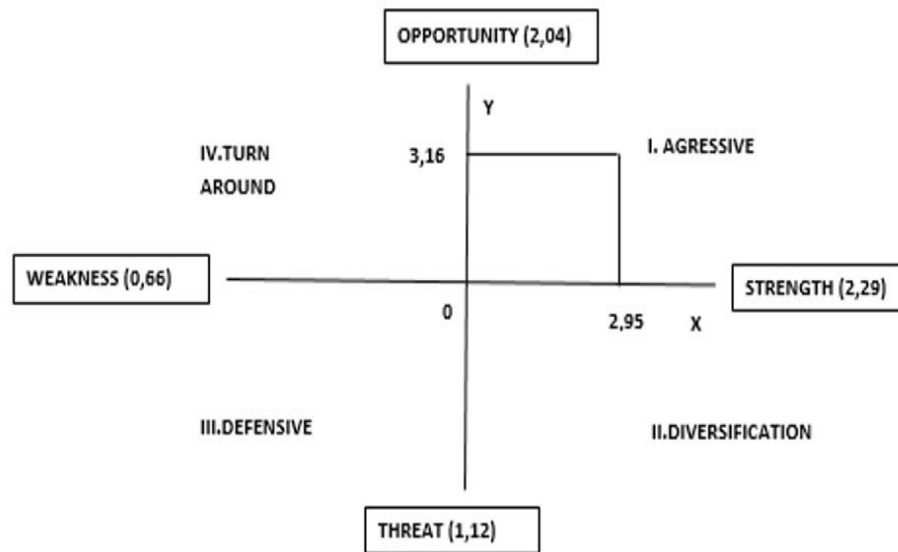 OPPORTUNITY (2,04)
Y
IV.TURN
AROUND
3,16
I. AGRESSIVE
WEAKNESS (0,66)
STRENGTH (2,29)
0
2,95
X
III.DEFENSIVE
II.DIVERSIFICATION
THREAT (1,12)